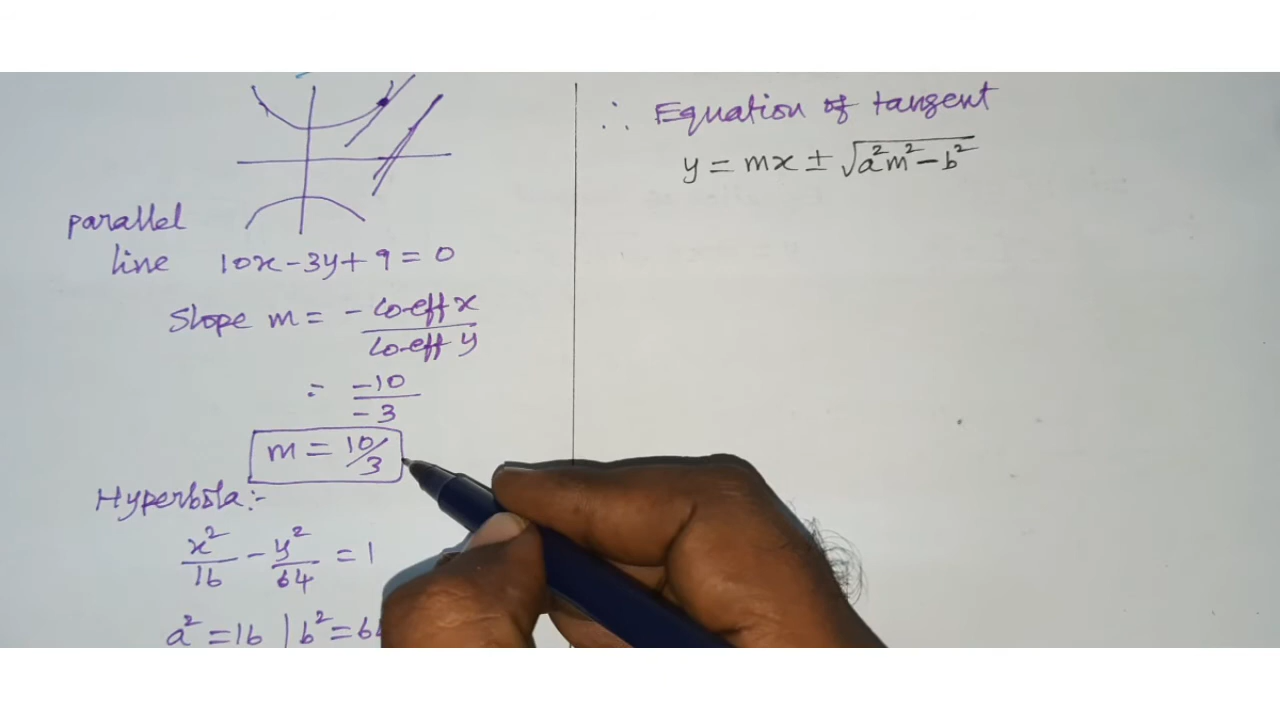 parallel
line 10x - 3y + 9 = 0
Slope m = - co-eff x / co-eff y
= -10 / -3
m = 10/3
Hyperbola:-
x²/16 - y²/64 = 1
a² = 16 | b² = 64
∴ Equation of tangent
y = mx ± √a²m² - b²